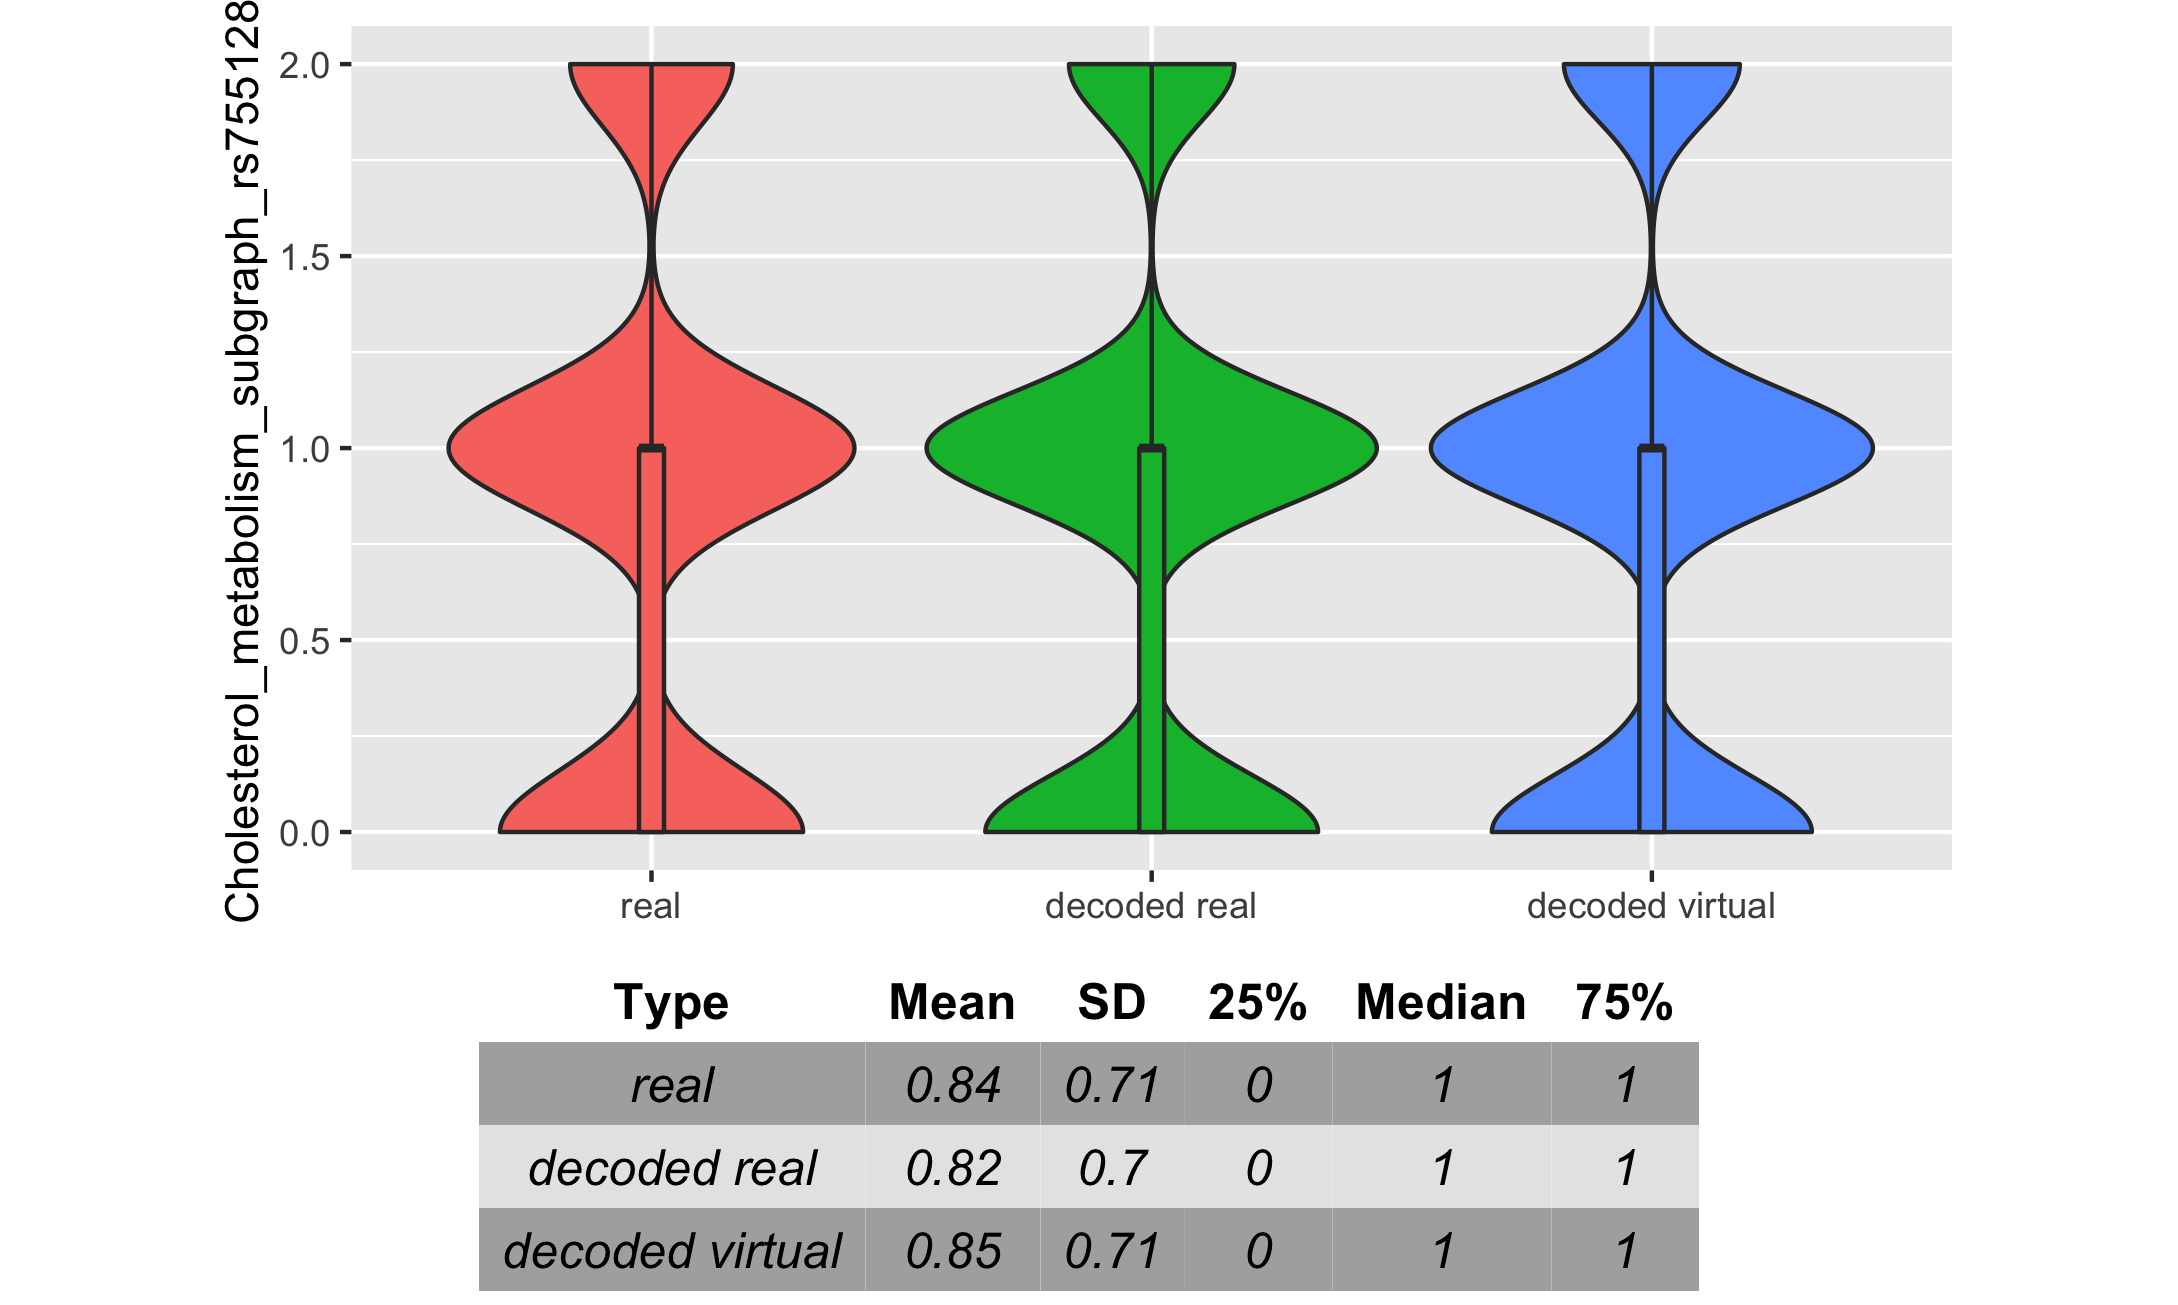 Cholesterol_metabolism_subgraph_rs755128
2.0
1.5
1.0
0.5
0.0
real decoded real decoded virtual
Type Mean SD 25% Median 75%
real 0.84 0.71 0 1 1
decoded real 0.82 0.7 0 1 1
decoded virtual 0.85 0.71 0 1 1